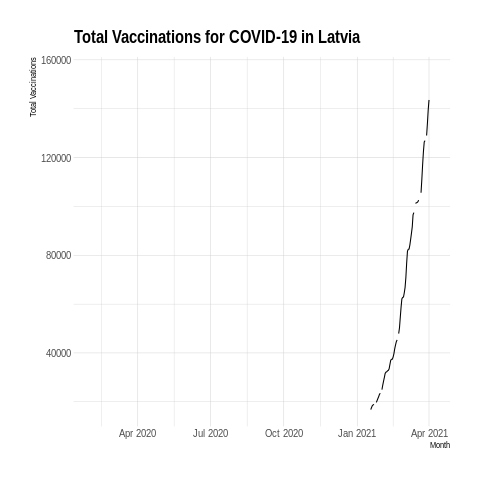 Total Vaccinations for COVID-19 in Latvia
Total Vaccinations
160000
120000
80000
40000
Apr 2020 Jul 2020 Oct 2020 Jan 2021 Apr 2021
Month